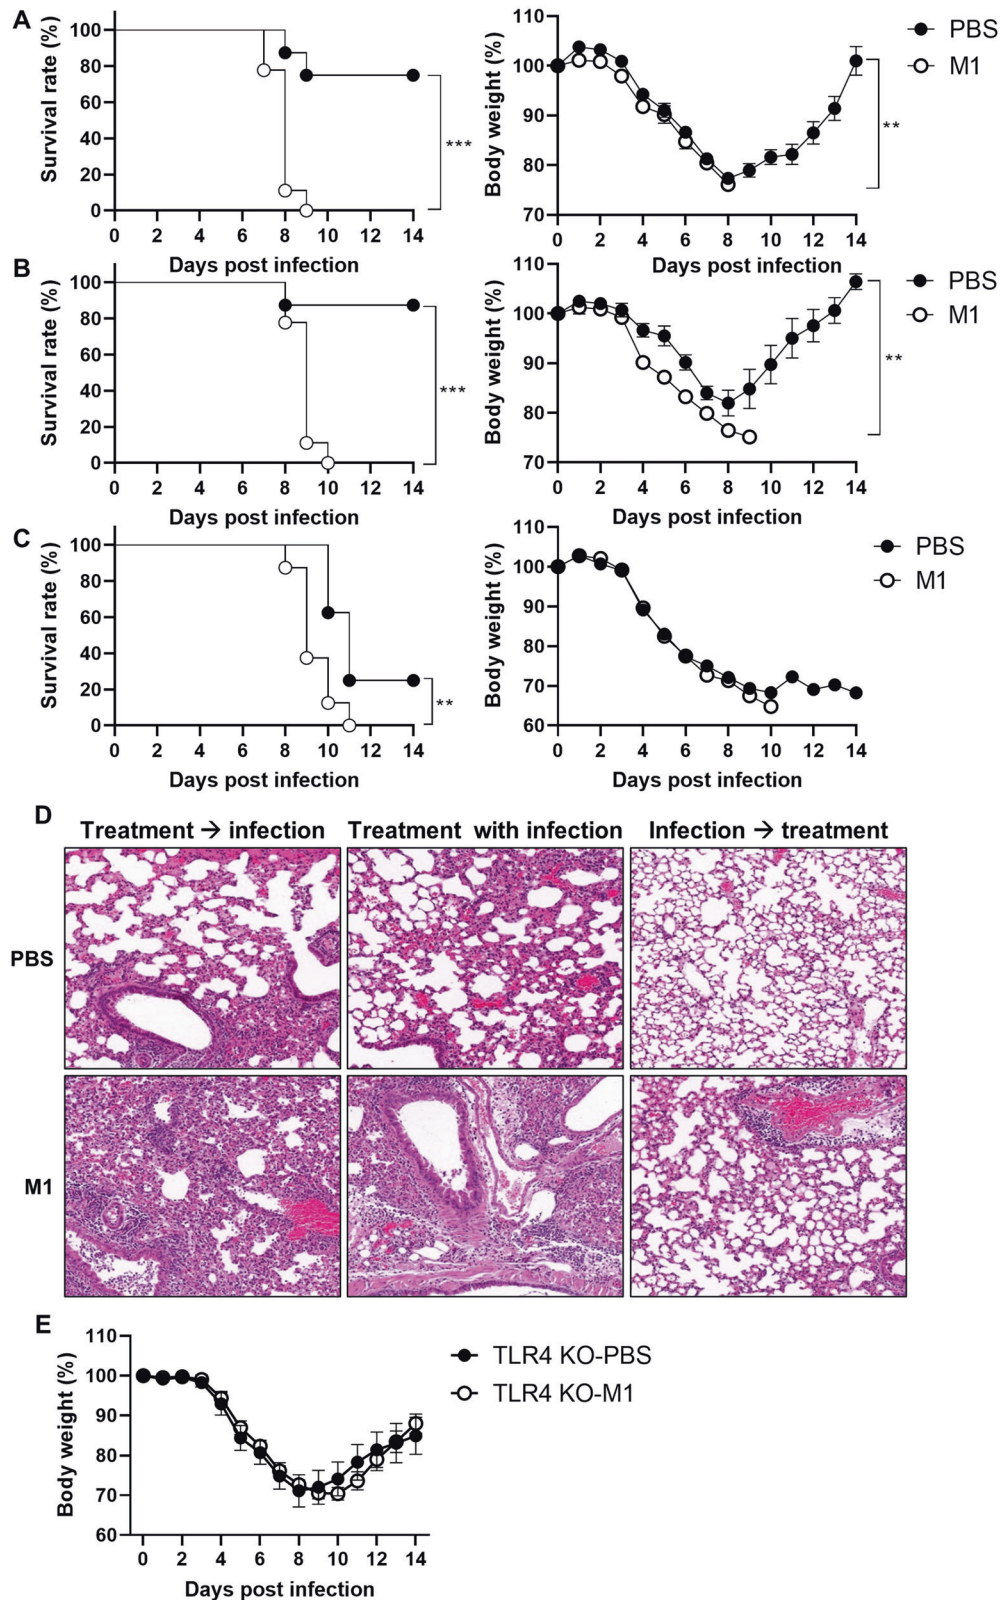 A
Survival rate (%)
100
80
60
40
20
0
0 2 4 6 8 10 12 14
Days post infection
***
Body weight (%)
110
100
90
80
70
0 2 4 6 8 10 12 14
Days post infection
**
PBS
M1
B
Survival rate (%)
100
80
60
40
20
0
0 2 4 6 8 10 12 14
Days post infection
***
Body weight (%)
110
100
90
80
70
0 2 4 6 8 10 12 14
Days post infection
**
PBS
M1
C
Survival rate (%)
100
80
60
40
20
0
0 2 4 6 8 10 12 14
Days post infection
**
Body weight (%)
110
100
90
80
70
60
0 2 4 6 8 10 12 14
Days post infection
PBS
M1
D
Treatment → infection
Treatment with infection
Infection → treatment
PBS
M1
E
Body weight (%)
110
100
90
80
70
60
0 2 4 6 8 10 12 14
Days post infection
TLR4 KO-PBS
TLR4 KO-M1